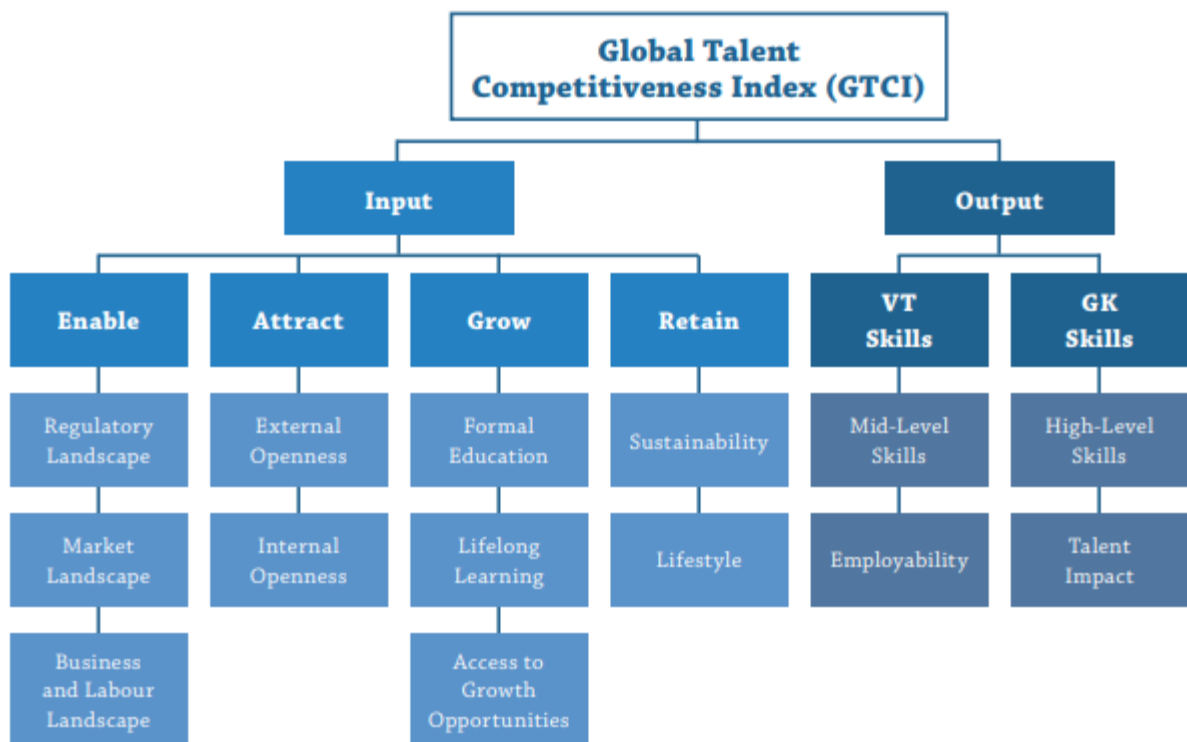 Global Talent
Competitiveness Index (GTCI)
Input
Output
Enable
Attract
Grow
Retain
VT
Skills
GK
Skills
Regulatory
Landscape
External
Openness
Formal
Education
Sustainability
Mid-Level
Skills
High-Level
Skills
Market
Landscape
Internal
Openness
Lifelong
Learning
Lifestyle
Employability
Talent
Impact
Business
and Labour
Landscape
Access to
Growth
Opportunities